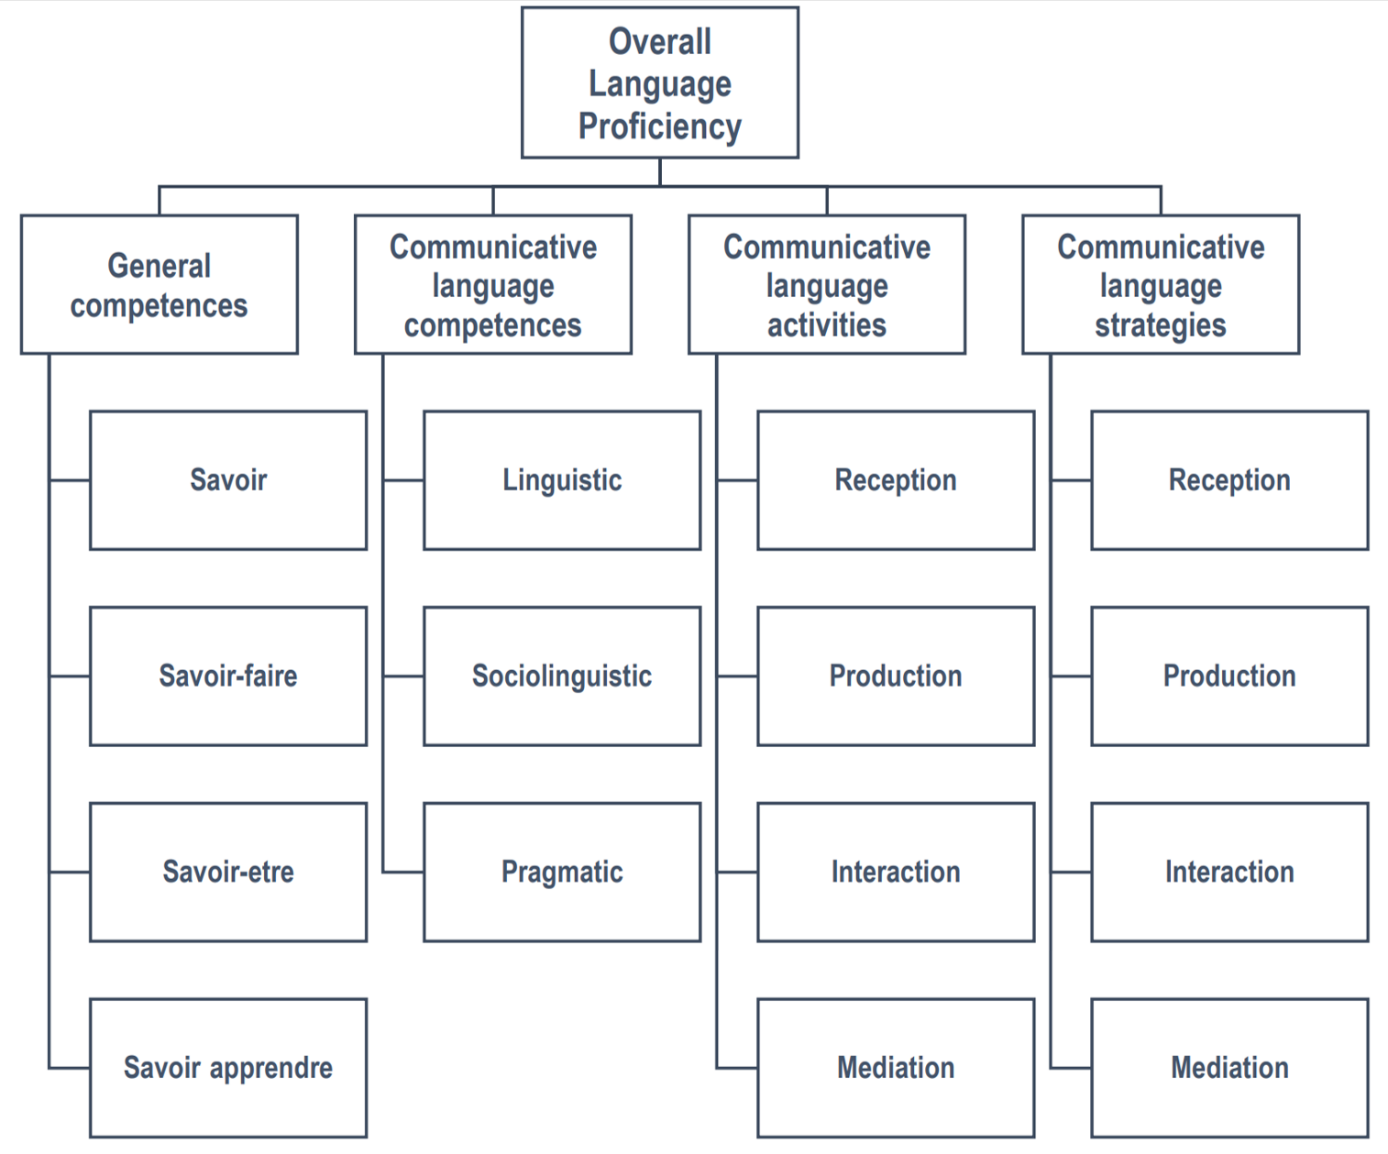 Overall
Language
Proficiency
General
competences
Communicative
language
competences
Communicative
language
activities
Communicative
language
strategies
Savoir
Linguistic
Reception
Reception
Savoir-faire
Sociolinguistic
Production
Production
Savoir-etre
Pragmatic
Interaction
Interaction
Savoir apprendre
Mediation
Mediation